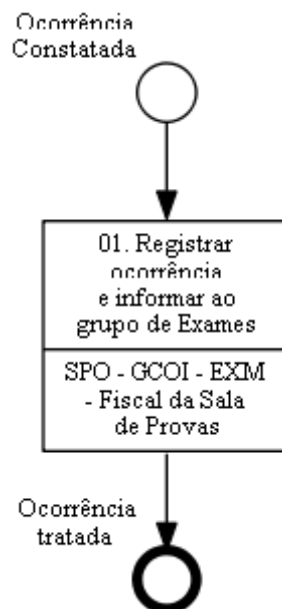 Ocorrência
Constatada
01. Registrar
ocorrência
e informar ao
grupo de Exames
SPO - GCOI - EXM
- Fiscal da Sala
de Provas
Ocorrência
tratada